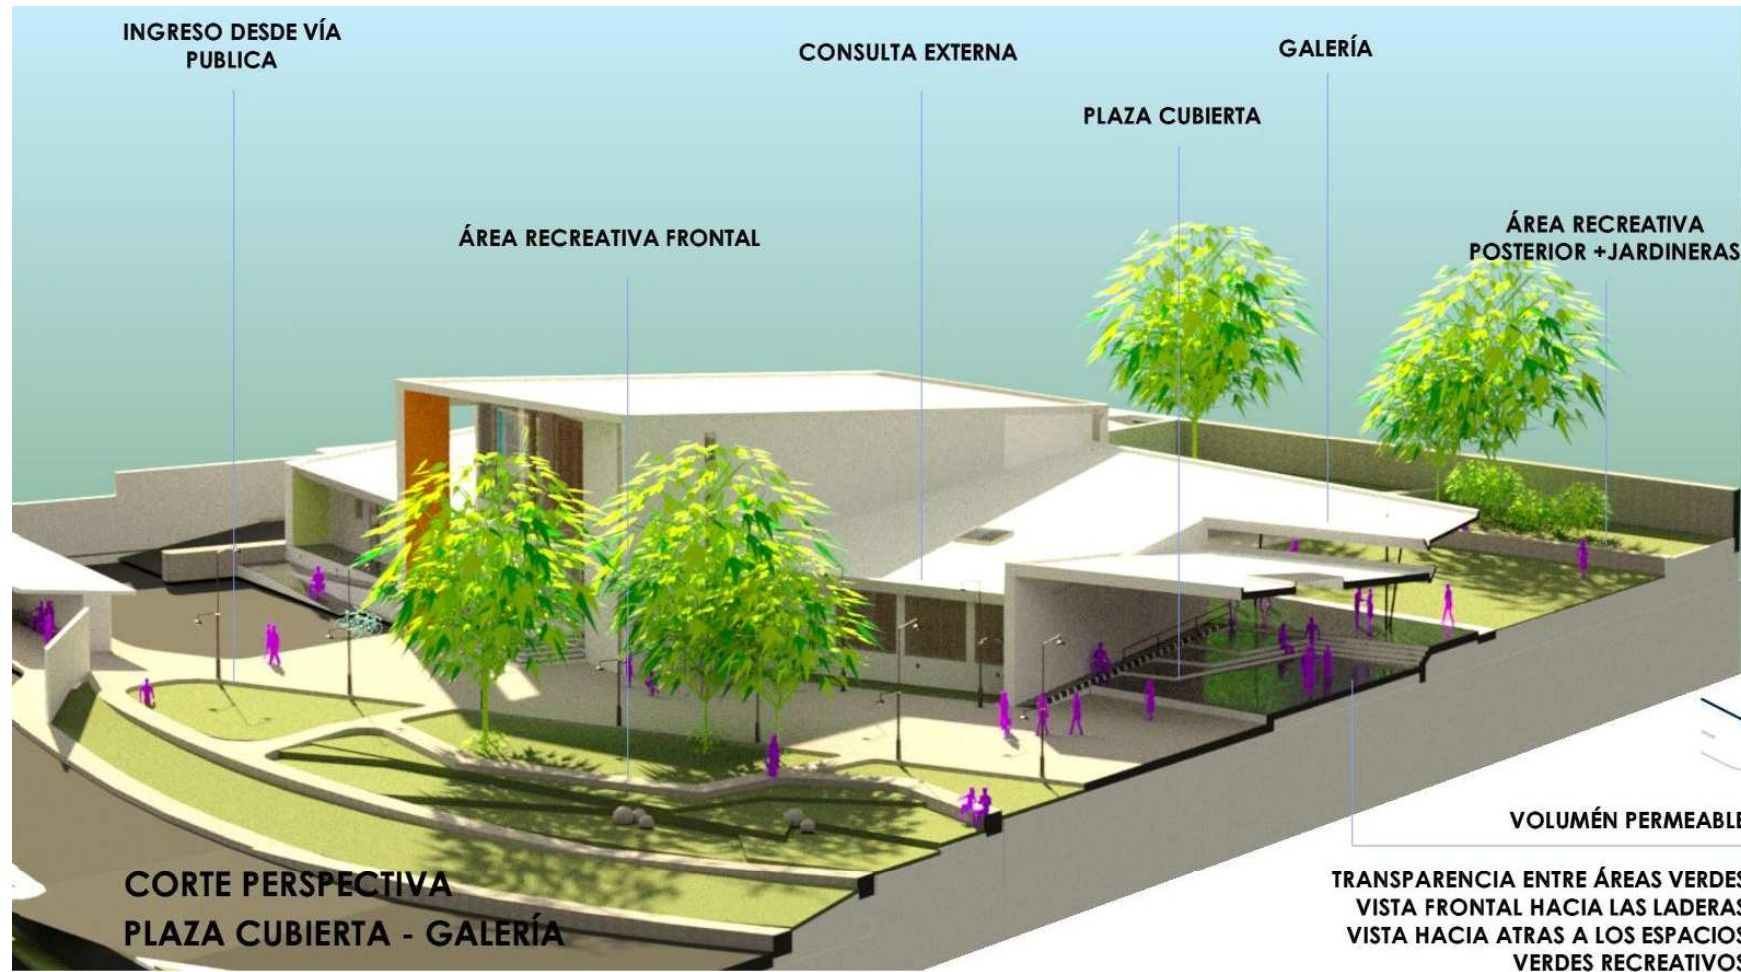 INGRESO DESDE VÍA
PUBLICA
CONSULTA EXTERNA
GALERÍA
PLAZA CUBIERTA
ÁREA RECREATIVA FRONTAL
ÁREA RECREATIVA
POSTERIOR +JARDINERAS
VOLUMÉN PERMEABLE
TRANSPARENCIA ENTRE ÁREAS VERDES
VISTA FRONTAL HACIA LAS LADERAS
VISTA HACIA ATRAS A LOS ESPACIOS
VERDES RECREATIVOS
CORTE PERSPECTIVA
PLAZA CUBIERTA - GALERÍA